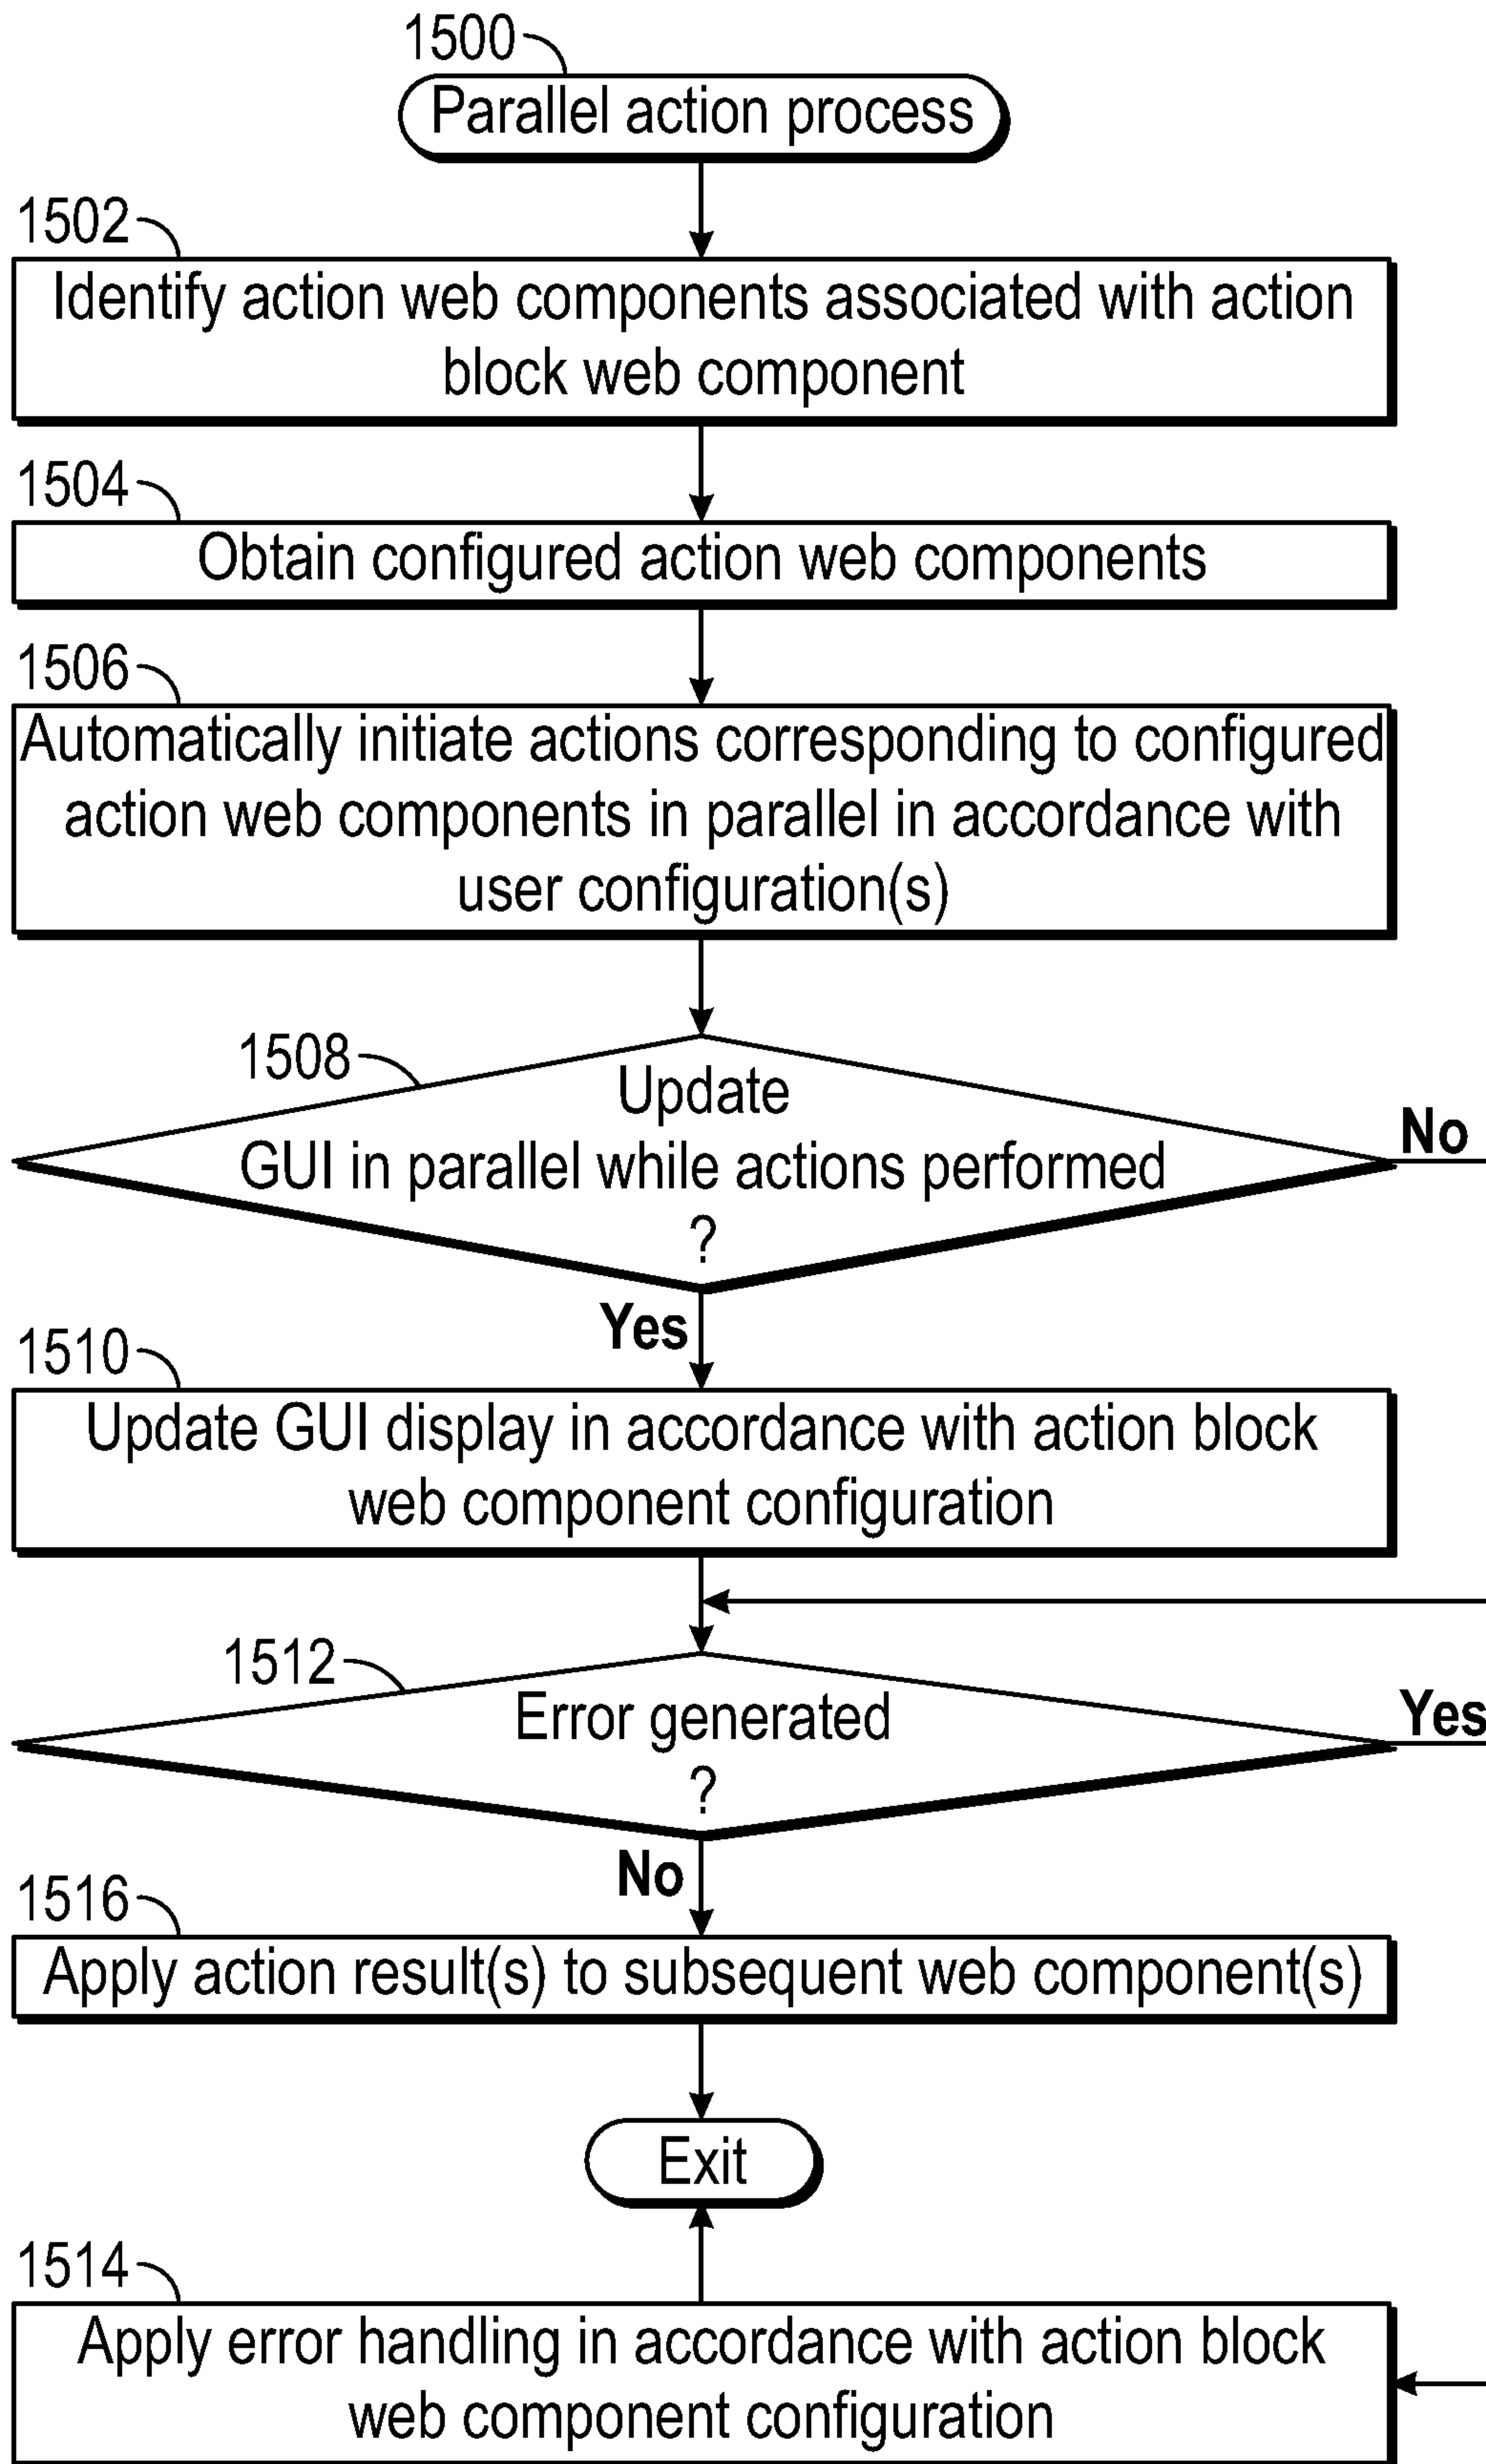 1500
Parallel action process
1502
Identify action web components associated with action
block web component
1504
Obtain configured action web components
1506
Automatically initiate actions corresponding to configured
action web components in parallel in accordance with
user configuration(s)
1508
Update
GUI in parallel while actions performed
?
No
Yes
1510
Update GUI display in accordance with action block
web component configuration
1512
Error generated
?
Yes
No
1516
Apply action result(s) to subsequent web component(s)
Exit
1514
Apply error handling in accordance with action block
web component configuration